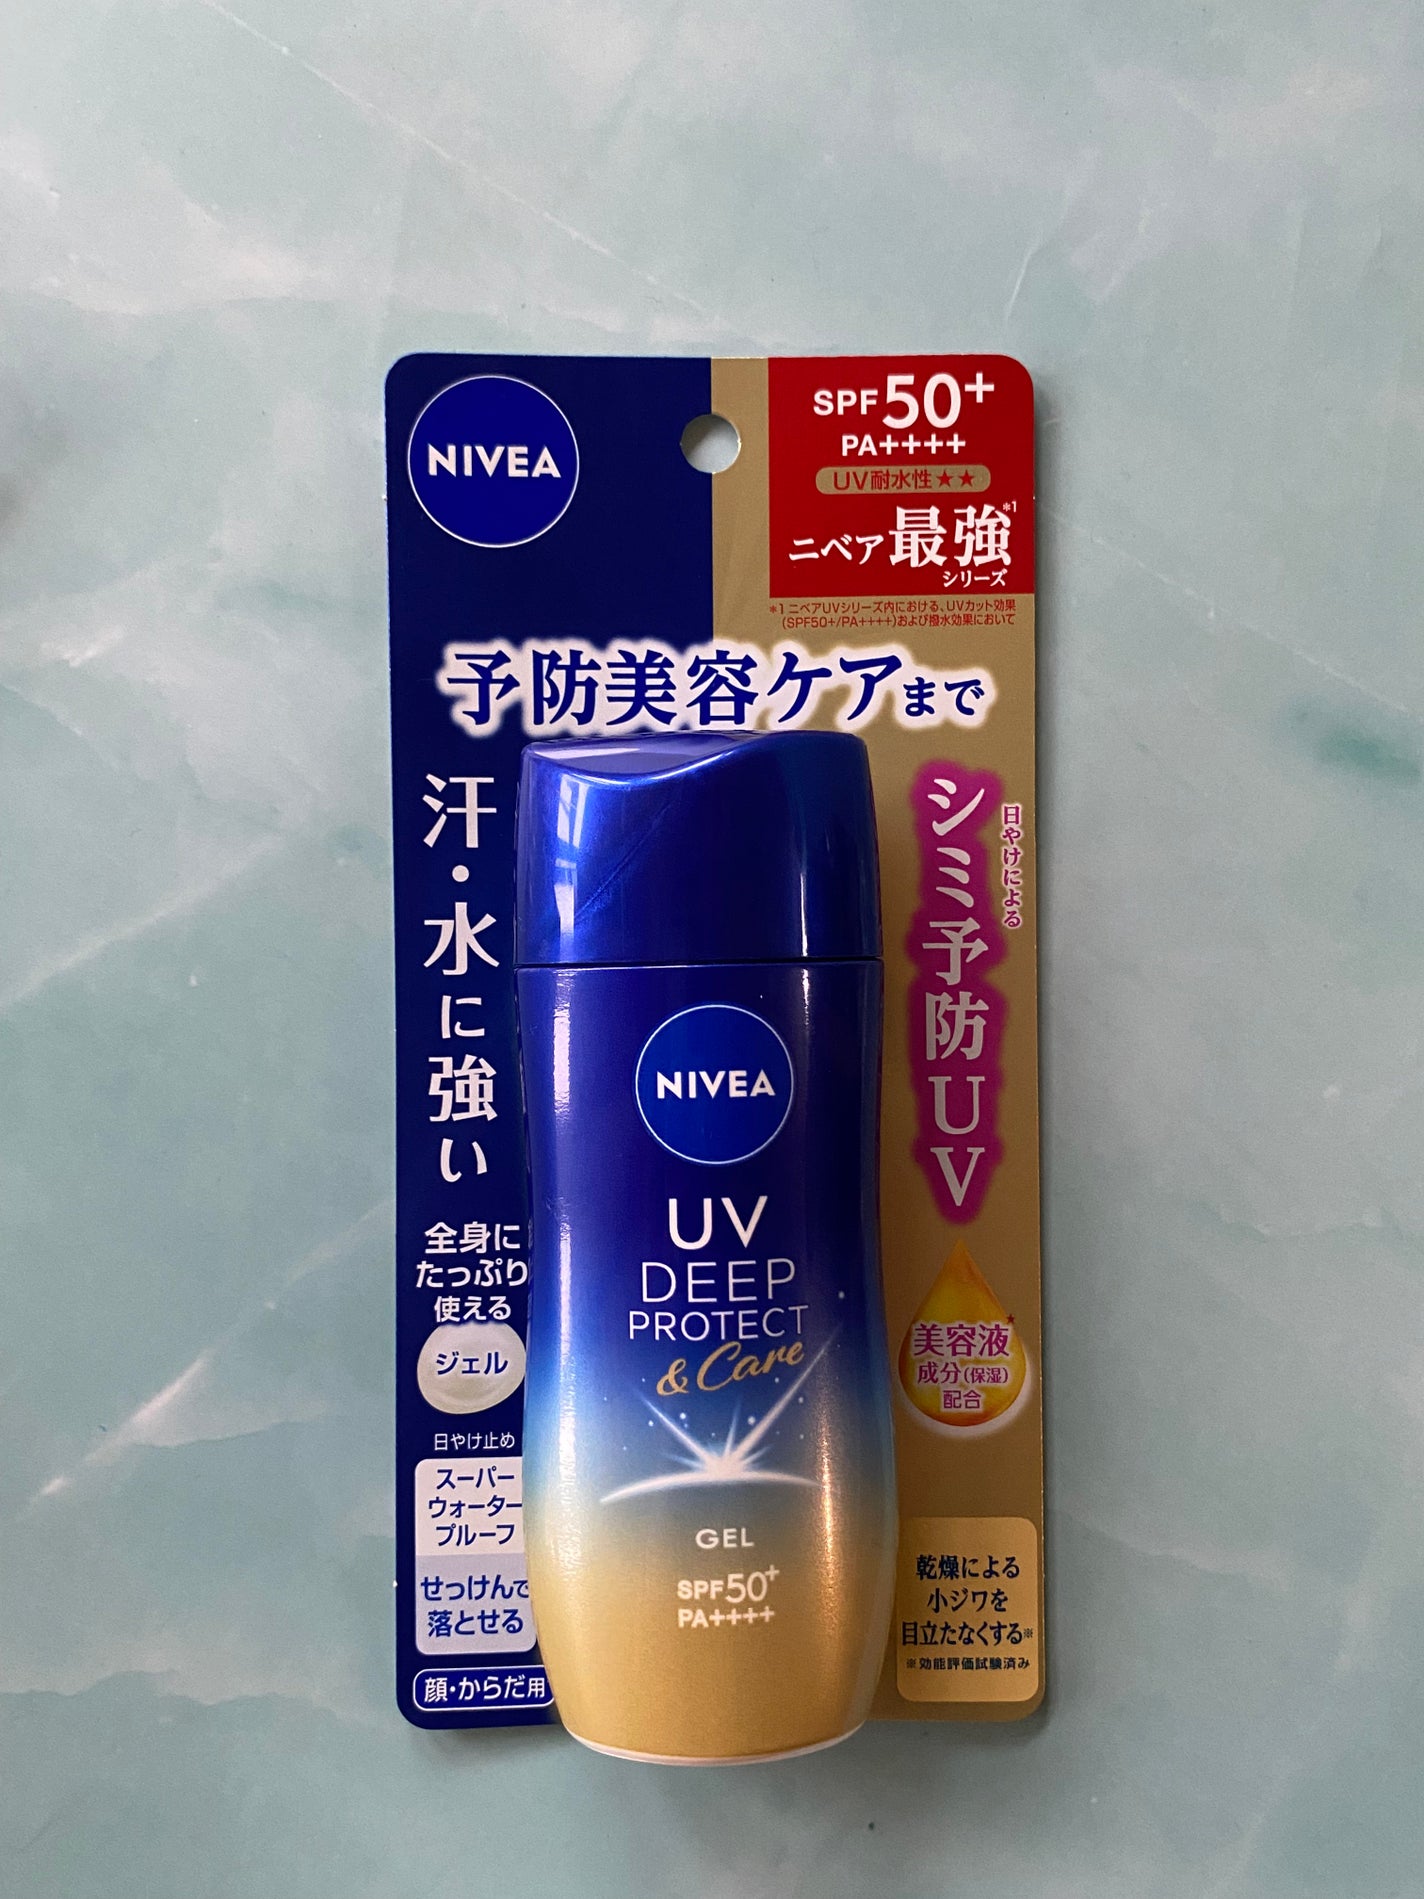 NIVEA
SPF50+
PA++++
UV耐水性★★
ニベア最強*1
シリーズ
*1 ニベアUVシリーズ内における、UVカット効果
(SPF50+/PA++++)および撥水効果において
予防美容ケアまで
汗・水に強い
全身に
たっぷり
使える
ジェル
日やけ止め
スーパー
ウォーター
プルーフ
せっけんで
落とせる
顔・からだ用
NIVEA
UV
DEEP
PROTECT
& Care
GEL
SPF50+
PA++++
日やけによる
シミ予防UV
美容液★
成分(保湿)
配合
乾燥による
小ジワを
目立たなくする※
※効能評価試験済み